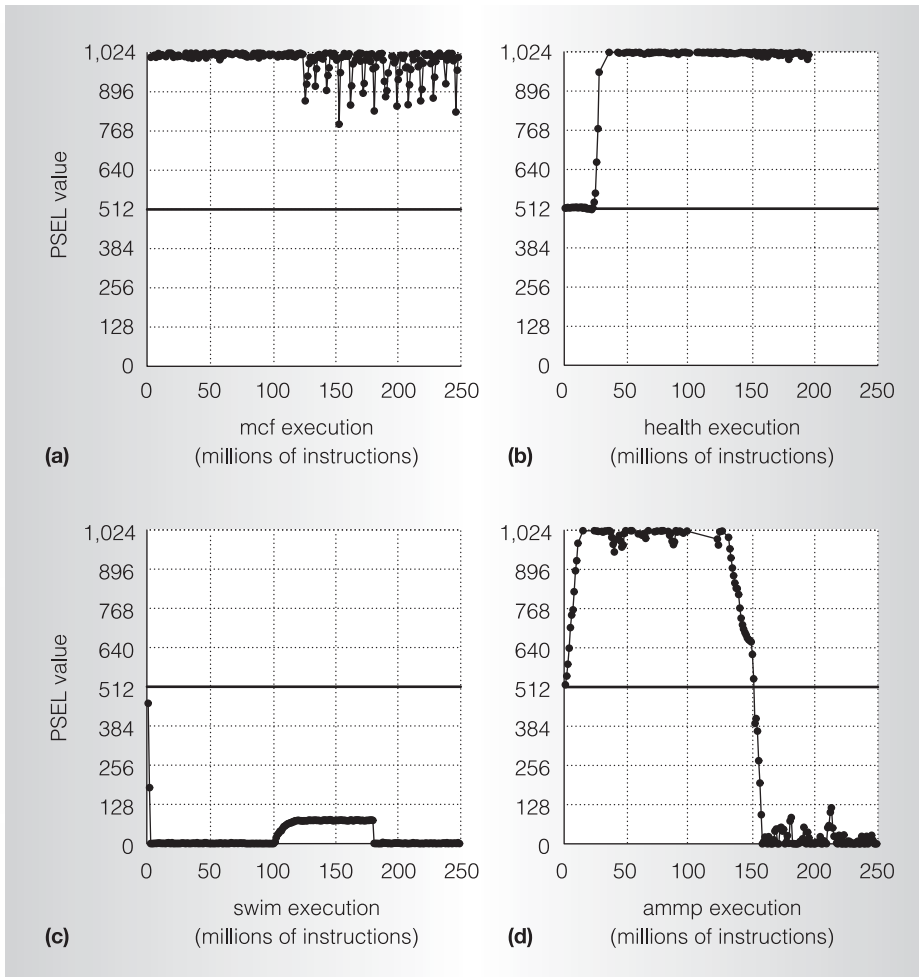 1,024
896
768
640
512
384
256
128
0
PSEL value
0 50 100 150 200 250
mcf execution
(millions of instructions)
(a)
1,024
896
768
640
512
384
256
128
0
0 50 100 150 200 250
health execution
(millions of instructions)
(b)
1,024
896
768
640
512
384
256
128
0
PSEL value
0 50 100 150 200 250
swim execution
(millions of instructions)
(c)
1,024
896
768
640
512
384
256
128
0
0 50 100 150 200 250
ammp execution
(millions of instructions)
(d)